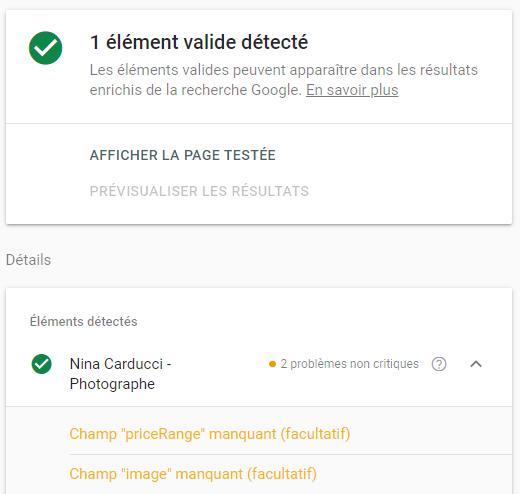 1 élément valide détecté
Les éléments valides peuvent apparaître dans les résultats
enrichis de la recherche Google. En savoir plus
AFFICHER LA PAGE TESTÉE
PRÉVISUALISER LES RÉSULTATS
Détails
Éléments détectés
Nina Carducci -
Photographe
2 problèmes non critiques
Champ "priceRange" manquant (facultatif)
Champ "image" manquant (facultatif)